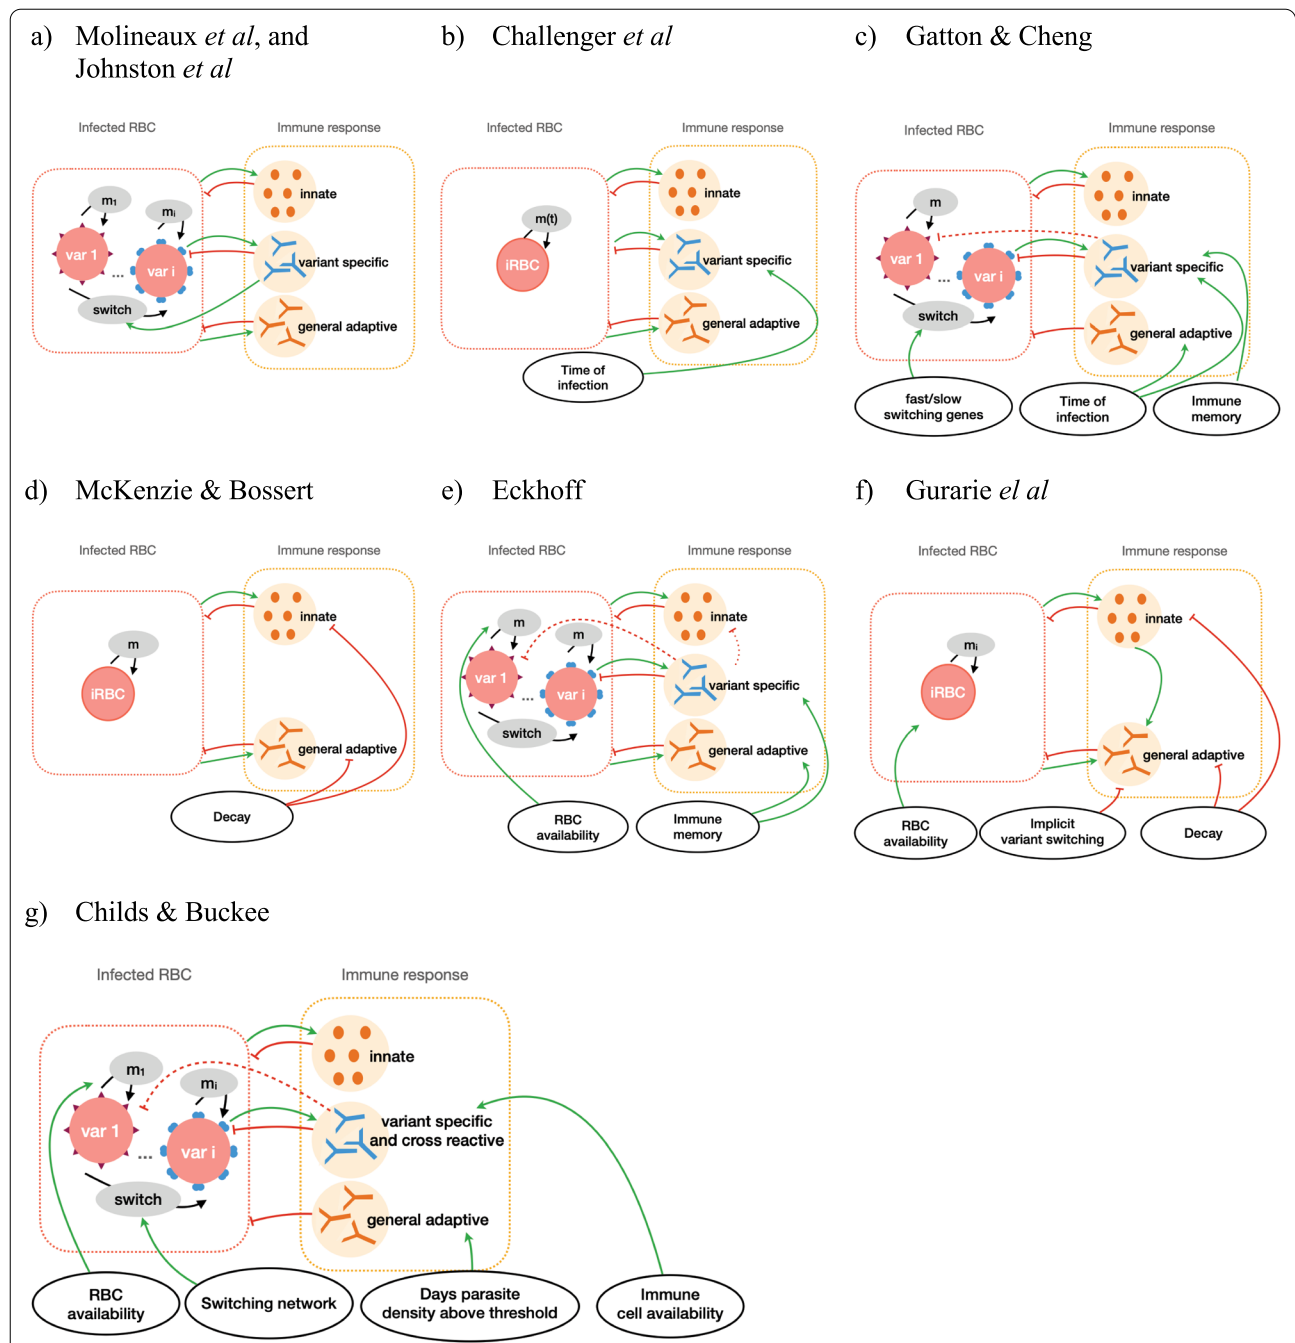 a) Molineaux et al, and
Johnston et al
Infected RBC
Immune response
m1
mi
var 1
...
var i
switch
innate
variant specific
general adaptive
b) Challenger et al
Infected RBC
Immune response
m(t)
iRBC
innate
variant specific
general adaptive
Time of
infection
c) Gatton & Cheng
Infected RBC
Immune response
m
var 1
...
var i
switch
innate
variant specific
general adaptive
fast/slow
switching genes
Time of
infection
Immune
memory
d) McKenzie & Bossert
Infected RBC
Immune response
m
iRBC
innate
general adaptive
Decay
e) Eckhoff
Infected RBC
Immune response
m
m
var 1
...
var i
switch
innate
variant specific
general adaptive
RBC
availability
Immune
memory
f) Gurarie el al
Infected RBC
Immune response
mi
iRBC
innate
general adaptive
RBC
availability
Implicit
variant switching
Decay
g) Childs & Buckee
Infected RBC
Immune response
m1
mi
var 1
...
var i
switch
innate
variant specific
and cross reactive
general adaptive
RBC
availability
Switching network
Days parasite
density above threshold
Immune
cell availability